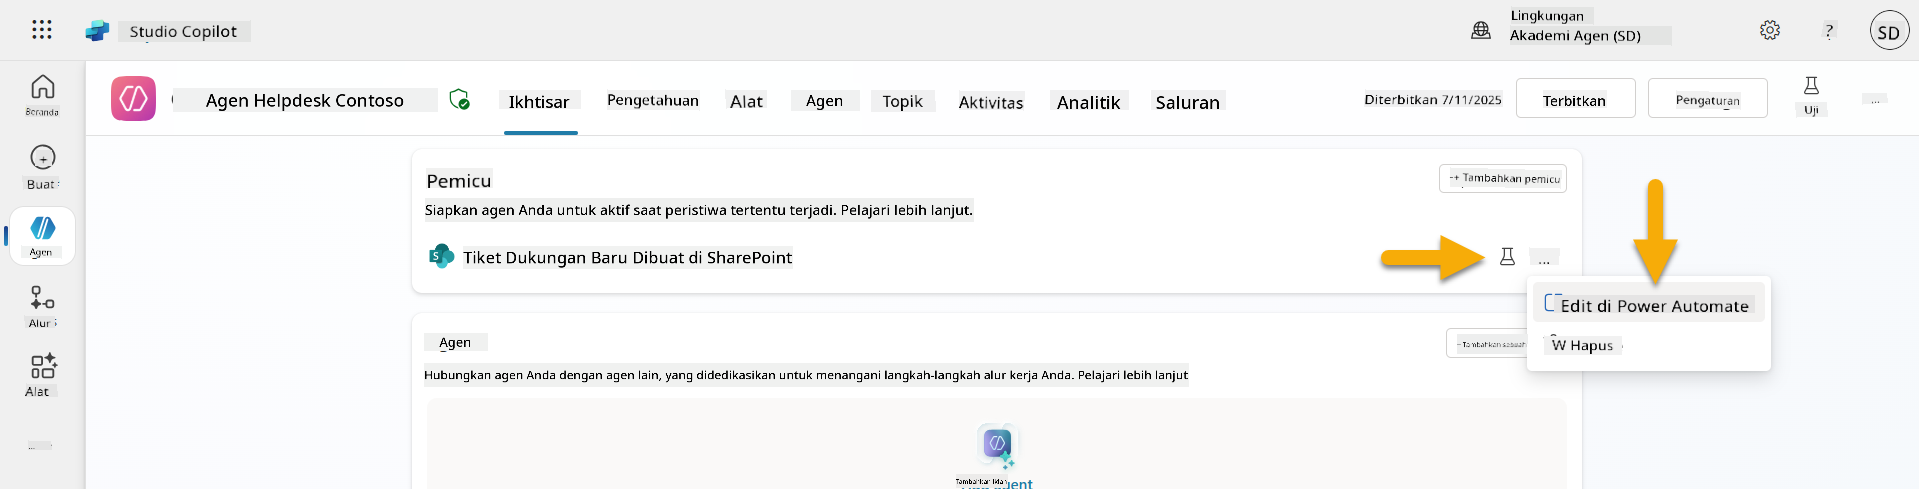 Studio Copilot
Lingkungan
Akademi Agen (SD)
?
SD
Beranda
Buat
Agen
Alur
Alat
...
Agen Helpdesk Contoso
Ikhtisar
Pengetahuan
Alat
Agen
Topik
Aktivitas
Analitik
Saluran
Diterbitkan 7/11/2025
Terbitkan
Pengaturan
Uji
...
Pemicu
+ Tambahkan pemicu
Siapkan agen Anda untuk aktif saat peristiwa tertentu terjadi. Pelajari lebih lanjut.
S
Tiket Dukungan Baru Dibuat di SharePoint
...
Edit di Power Automate
W Hapus
Agen
Tambahkan sebuah
Hubungkan agen Anda dengan agen lain, yang didedikasikan untuk menangani langkah-langkah alur kerja Anda. Pelajari lebih lanjut
Tambahkan Iklan